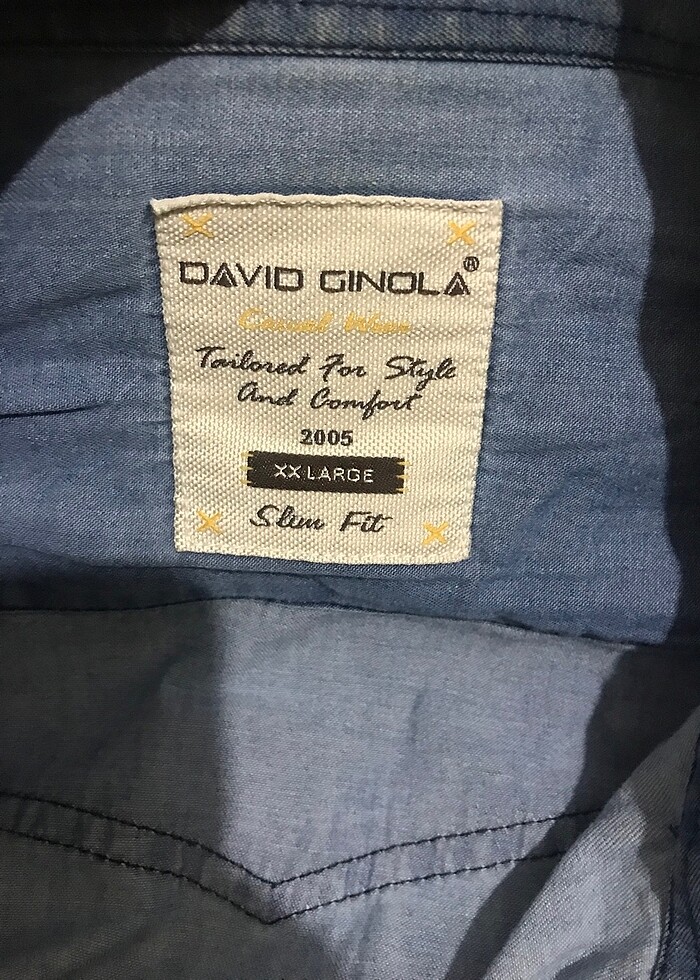 DAVID GINOLA®
Casual Wear
Tailored For Style
And Comfort
2005
XX-LARGE
Slim Fit